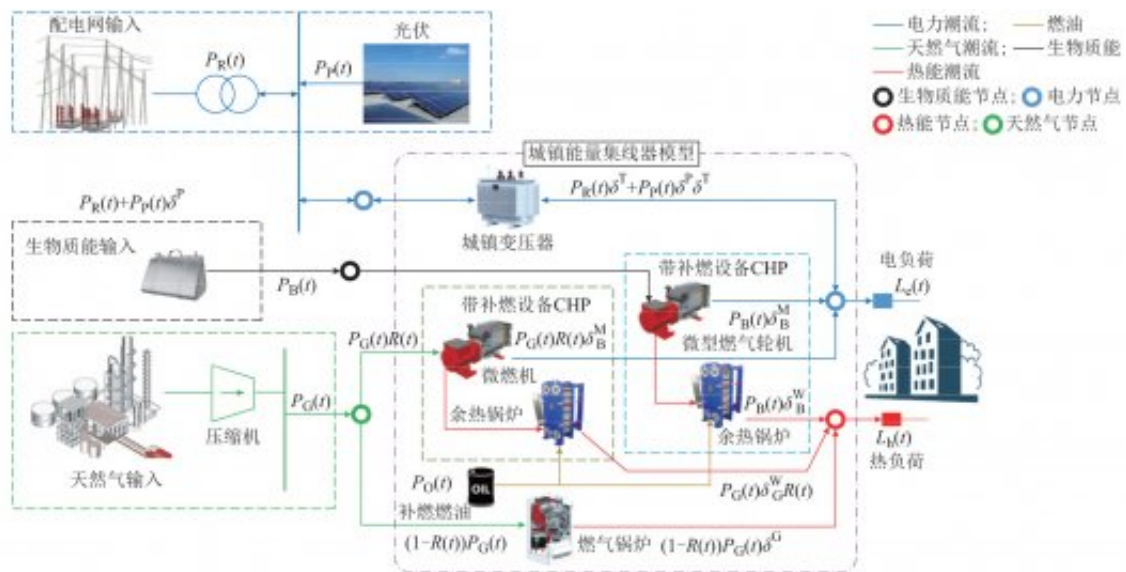 配电网输入
P_R(t)
光伏
P_P(t)
电力潮流; 燃油
天然气潮流; 生物质能
热能潮流
生物质能节点; 电力节点
热能节点; 天然气节点
城镇能量集线器模型
P_R(t)δ^T+P_P(t)δ^P δ^T
城镇变压器
P_R(t)+P_P(t)δ^P
生物质能输入
P_B(t)
带补燃设备CHP
P_B(t)δ_B^M
微型燃气轮机
P_B(t)δ_B^W
余热锅炉
电负荷
L_e(t)
L_h(t)
热负荷
带补燃设备CHP
P_G(t)R(t)
P_G(t)R(t)δ_B^M
微燃机
余热锅炉
P_G(t)δ_G^W R(t)
天然气输入
压缩机
P_G(t)
P_O(t)
OIL
补燃燃油
(1-R(t))P_G(t)
燃气锅炉
(1-R(t))P_G(t)δ^G